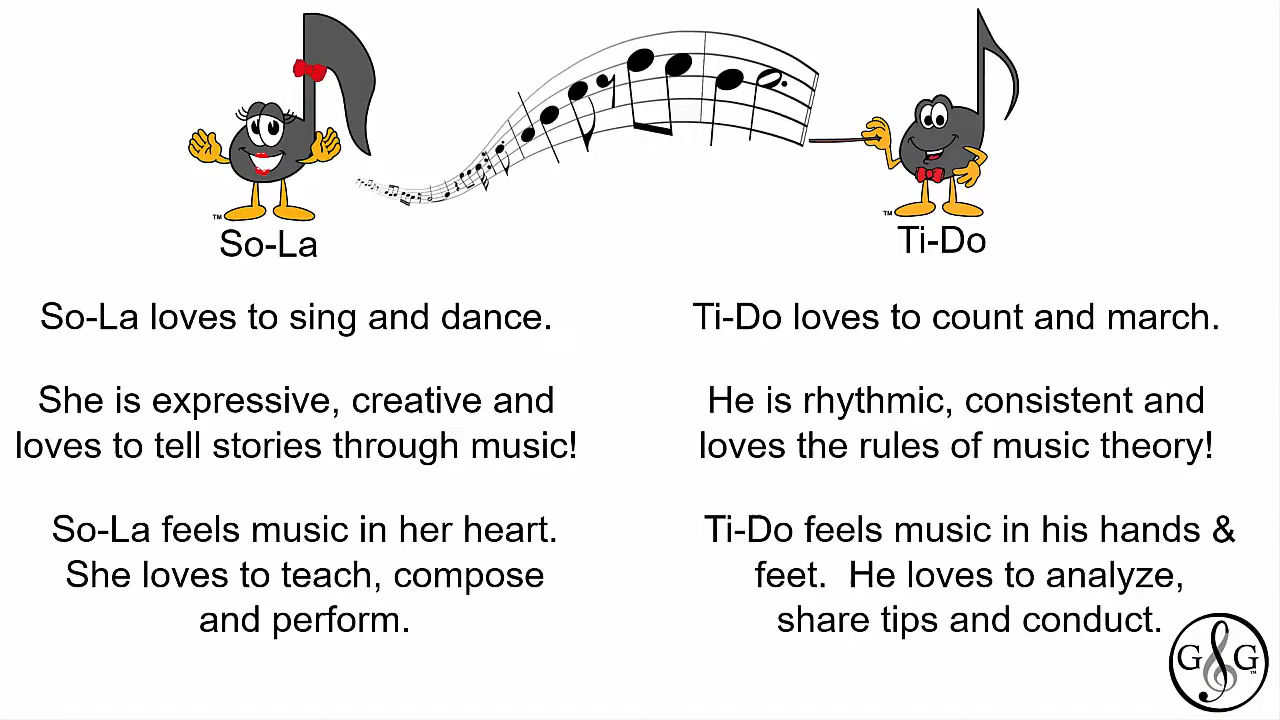 TM
So-La
TM
Ti-Do
So-La loves to sing and dance.
She is expressive, creative and
loves to tell stories through music!
So-La feels music in her heart.
She loves to teach, compose
and perform.
Ti-Do loves to count and march.
He is rhythmic, consistent and
loves the rules of music theory!
Ti-Do feels music in his hands &
feet.  He loves to analyze,
share tips and conduct.
G G
TM